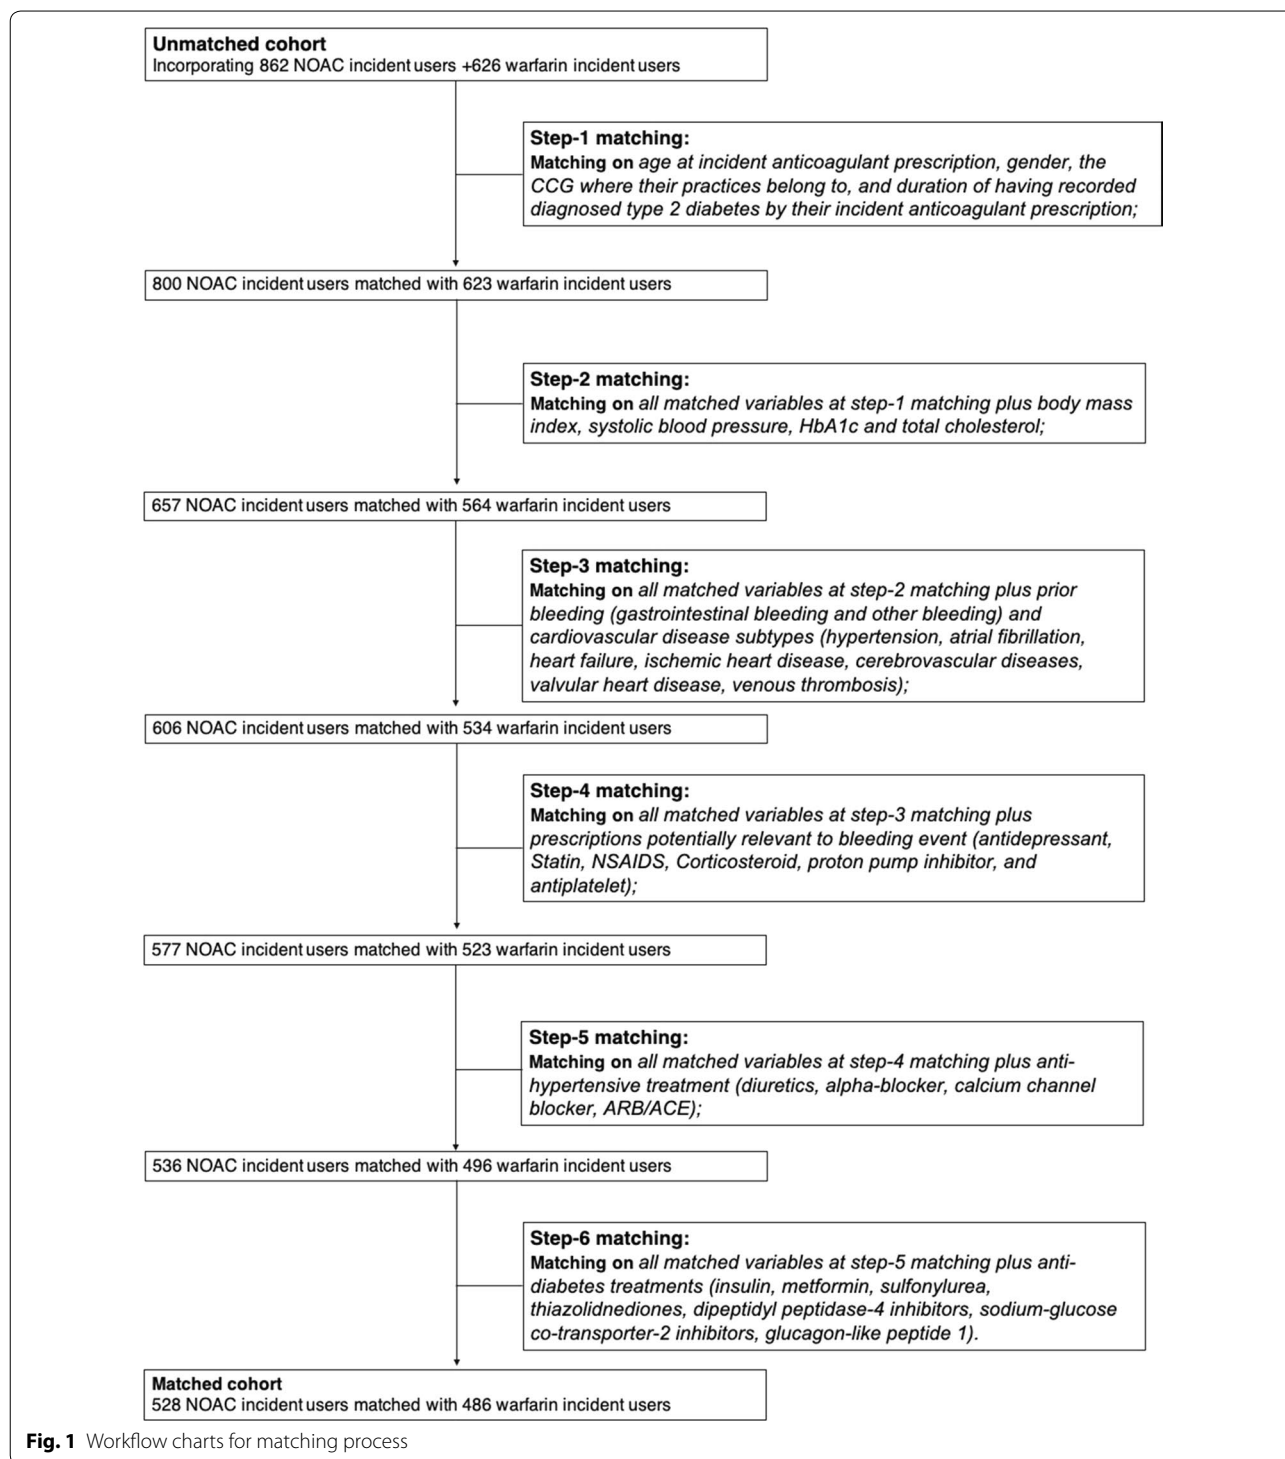 Unmatched cohort
Incorporating 862 NOAC incident users +626 warfarin incident users
Step-1 matching:
Matching on age at incident anticoagulant prescription, gender, the
CCG where their practices belong to, and duration of having recorded
diagnosed type 2 diabetes by their incident anticoagulant prescription;
800 NOAC incident users matched with 623 warfarin incident users
Step-2 matching:
Matching on all matched variables at step-1 matching plus body mass
index, systolic blood pressure, HbA1c and total cholesterol;
657 NOAC incident users matched with 564 warfarin incident users
Step-3 matching:
Matching on all matched variables at step-2 matching plus prior
bleeding (gastrointestinal bleeding and other bleeding) and
cardiovascular disease subtypes (hypertension, atrial fibrillation,
heart failure, ischemic heart disease, cerebrovascular diseases,
valvular heart disease, venous thrombosis);
606 NOAC incident users matched with 534 warfarin incident users
Step-4 matching:
Matching on all matched variables at step-3 matching plus
prescriptions potentially relevant to bleeding event (antidepressant,
Statin, NSAIDS, Corticosteroid, proton pump inhibitor, and
antiplatelet);
577 NOAC incident users matched with 523 warfarin incident users
Step-5 matching:
Matching on all matched variables at step-4 matching plus anti-
hypertensive treatment (diuretics, alpha-blocker, calcium channel
blocker, ARB/ACE);
536 NOAC incident users matched with 496 warfarin incident users
Step-6 matching:
Matching on all matched variables at step-5 matching plus anti-
diabetes treatments (insulin, metformin, sulfonylurea,
thiazolidnediones, dipeptidyl peptidase-4 inhibitors, sodium-glucose
co-transporter-2 inhibitors, glucagon-like peptide 1).
Matched cohort
528 NOAC incident users matched with 486 warfarin incident users
Fig. 1 Workflow charts for matching process